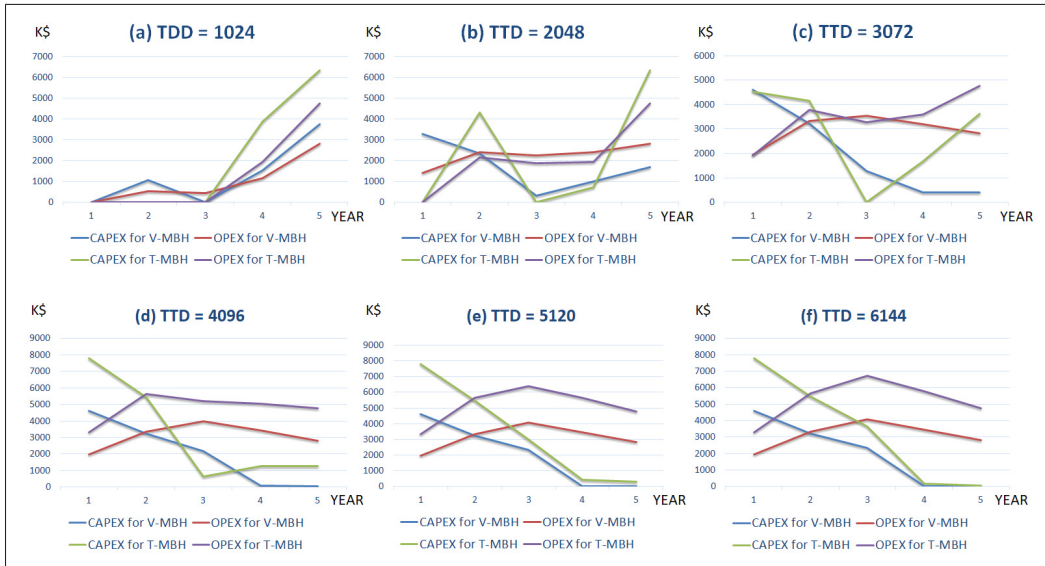 K$
(a) TDD = 1024
7000
6000
5000
4000
3000
2000
1000
0
1 2 3 4 5 YEAR
CAPEX for V-MBH OPEX for V-MBH
CAPEX for T-MBH OPEX for T-MBH
K$
(b) TTD = 2048
7000
6000
5000
4000
3000
2000
1000
0
1 2 3 4 5 YEAR
CAPEX for V-MBH OPEX for V-MBH
CAPEX for T-MBH OPEX for T-MBH
K$
(c) TTD = 3072
6000
5000
4000
3000
2000
1000
0
1 2 3 4 5 YEAR
CAPEX for V-MBH OPEX for V-MBH
CAPEX for T-MBH OPEX for T-MBH
K$
(d) TTD = 4096
9000
8000
7000
6000
5000
4000
3000
2000
1000
0
1 2 3 4 5 YEAR
CAPEX for V-MBH OPEX for V-MBH
CAPEX for T-MBH OPEX for T-MBH
K$
(e) TTD = 5120
9000
8000
7000
6000
5000
4000
3000
2000
1000
0
1 2 3 4 5 YEAR
CAPEX for V-MBH OPEX for V-MBH
CAPEX for T-MBH OPEX for T-MBH
K$
(f) TTD = 6144
9000
8000
7000
6000
5000
4000
3000
2000
1000
0
1 2 3 4 5 YEAR
CAPEX for V-MBH OPEX for V-MBH
CAPEX for T-MBH OPEX for T-MBH